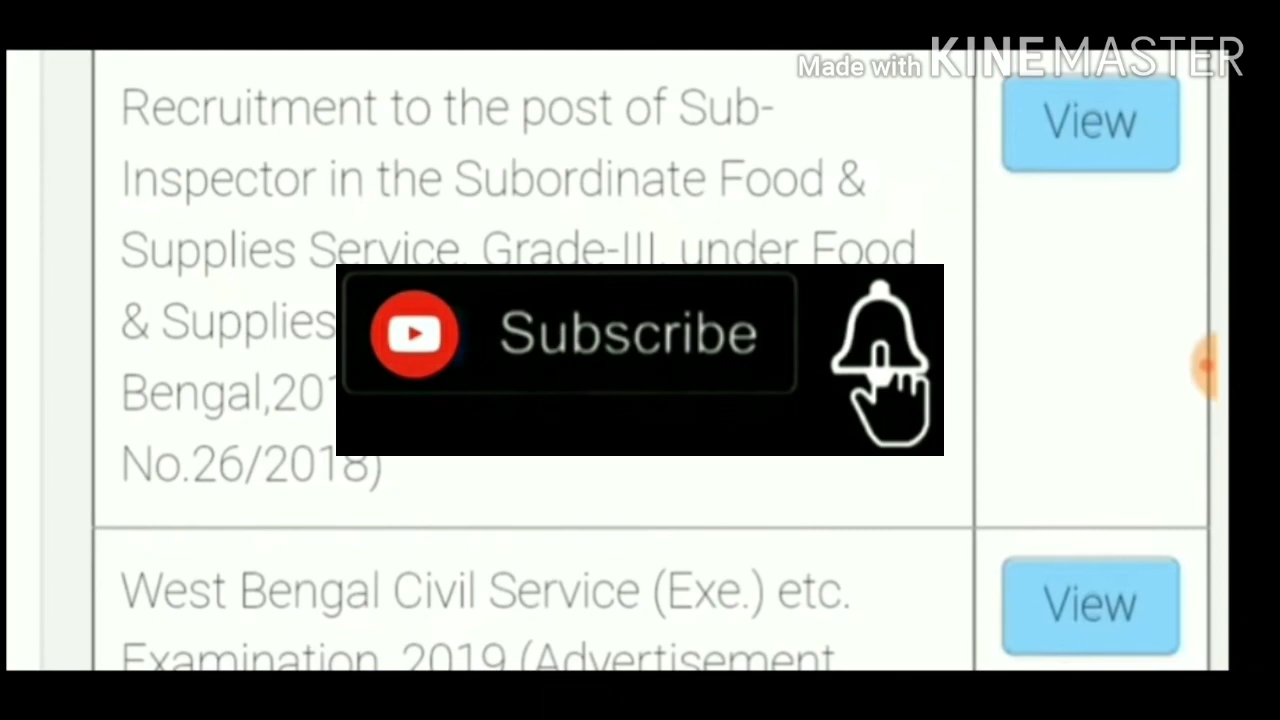 Made with KINEMASTER
Recruitment to the post of Sub-
View
Inspector in the Subordinate Food &
Supplies Service, Grade-III, under Food
& Supplies
Subscribe
Bengal,201
No.26/2018)
West Bengal Civil Service (Exe.) etc.
View
Examination, 2019 (Advertisement